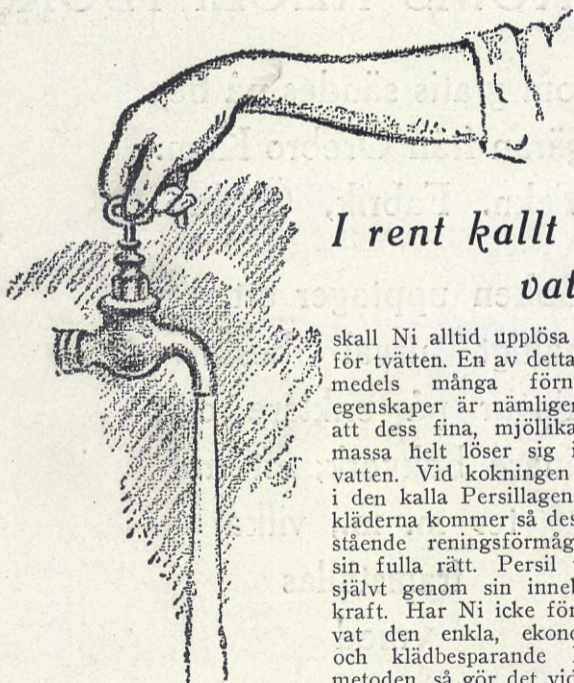 I rent kallt
vat
skall Ni alltid upplösa
för tvätten. En av detta
medels många förn
egenskaper är nämligen
att dess fina, mjöllika
massa helt löser sig i
vatten. Vid kokningen
i den kalla Persillagen
kläderna kommer så des
stående reningsförmåg
sin fulla rätt. Persil
självt genom sin inneb
kraft. Har Ni icke för
vat den enkla, ekono
och klädbesparande
metoden, så gör det vid